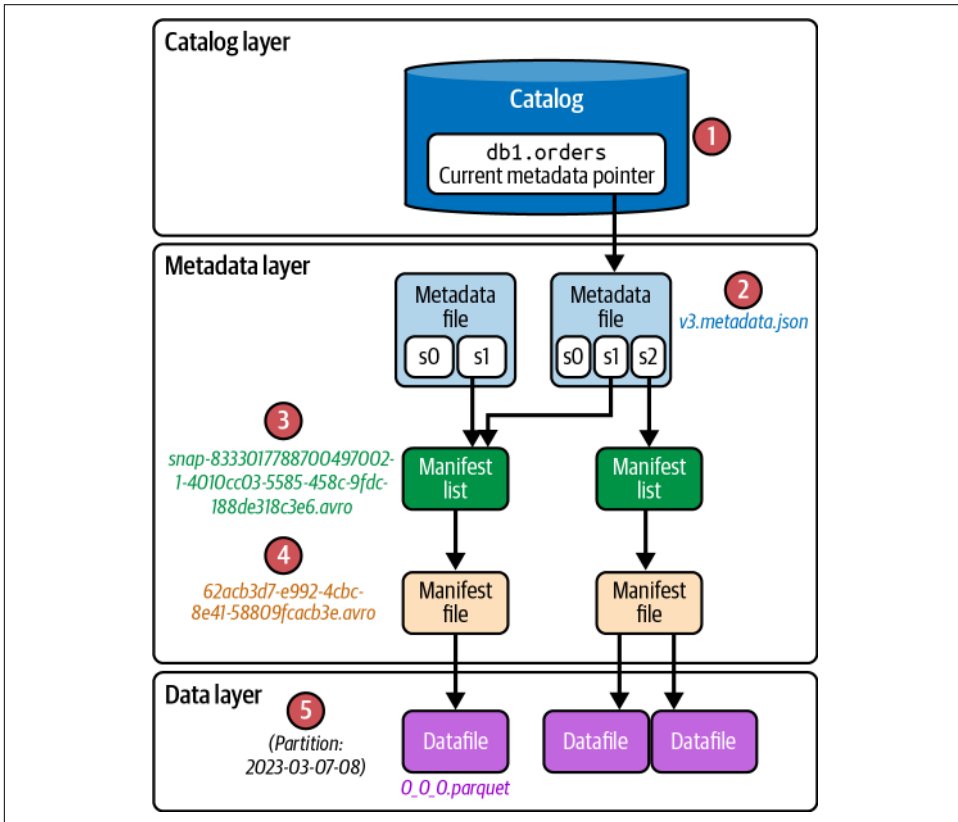 Catalog layer
Catalog
db1.orders
Current metadata pointer
1
Metadata layer
Metadata
file
s0
s1
Metadata
file
s0
s1
s2
2
v3.metadata.json
3
snap-8333017788700497002-
1-4010cc03-5585-458c-9fdc-
188de318c3e6.avro
Manifest
list
Manifest
list
4
62acb3d7-e992-4cbc-
8e41-58809fcacb3e.avro
Manifest
file
Manifest
file
Data layer
5
(Partition:
2023-03-07-08)
Datafile
Datafile
Datafile
0_0_0.parquet